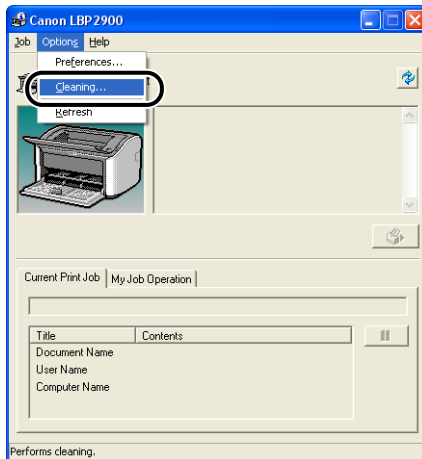 Canon LBP2900
Job Options Help
Preferences...
Cleaning...
Refresh
Current Print Job My Job Operation
Title Contents
Document Name
User Name
Computer Name
Performs cleaning.